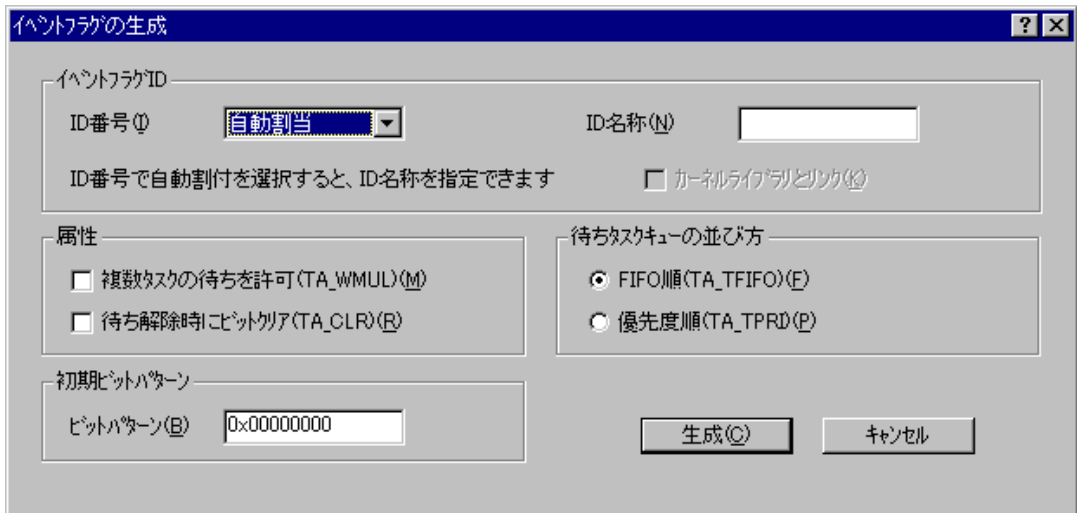 イベントフラグの生成
イベントフラグID
ID番号(I) 自動割当 ID名称(N)
ID番号で自動割付を選択すると、ID名称を指定できます カーネルライブラリとリンク(K)
属性
複数タスクの待ちを許可(TA_WMUL)(M)
待ち解除時にビットクリア(TA_CLR)(R)
待ちタスクキューの並び方
FIFO順(TA_TFIFO)(F)
優先度順(TA_TPRI)(P)
初期ビットパターン
ビットパターン(B) 0x00000000
生成(C) キャンセル